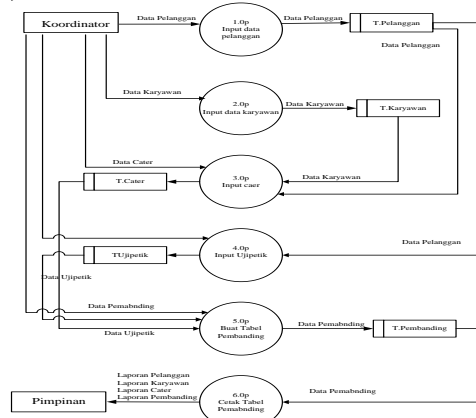 Koordinator
Data Pelanggan
1.0p
Input data
pelanggan
Data Pelanggan
T.Pelanggan
Data Pelanggan
Data Karyawan
2.0p
Input data karyawan
Data Karyawan
T.Karyawan
Data Cater
T.Cater
3.0p
Input caer
Data Karyawan
TUjipetik
4.0p
Input Ujipetik
Data Pelanggan
Data Ujipetik
Data Pemabnding
5.0p
Buat Tabel
Pembanding
Data Pemabnding
T.Pembanding
Data Ujipetik
Pimpinan
Laporan Pelanggan
Laporan Karyawan
Laporan Cater
Laporan Pembanding
6.0p
Cetak Tabel
Pemabnding
Data Pemabnding